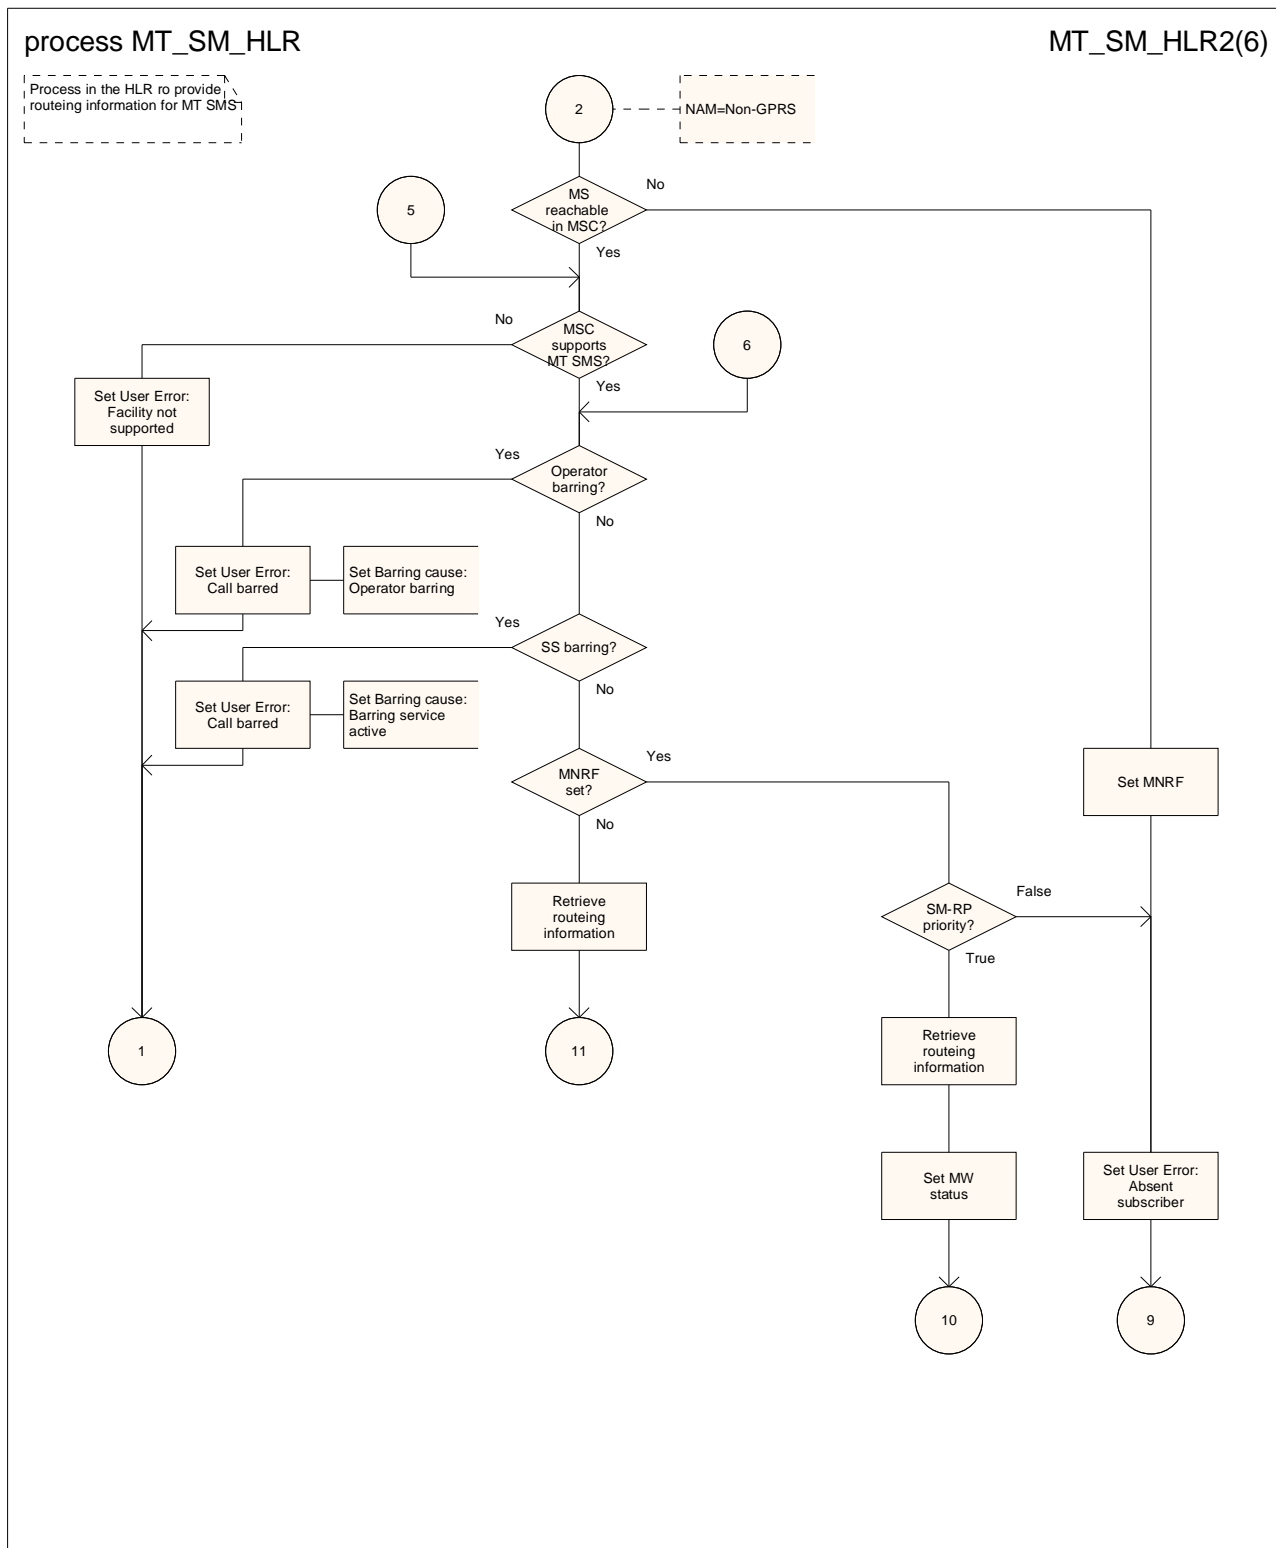 process MT_SM_HLR
MT_SM_HLR2(6)
Process in the HLR ro provide
routeing information for MT SMS
2
NAM=Non-GPRS
MS
reachable
in MSC?
No
Yes
5
MSC
supports
MT SMS?
No
Yes
6
Set User Error:
Facility not
supported
Operator
barring?
Yes
No
Set User Error:
Call barred
Set Barring cause:
Operator barring
SS barring?
Yes
No
Set User Error:
Call barred
Set Barring cause:
Barring service
active
MNRF
set?
Yes
No
Set MNRF
Retrieve
routeing
information
SM-RP
priority?
False
True
1
11
Retrieve
routeing
information
Set MW
status
Set User Error:
Absent
subscriber
10
9